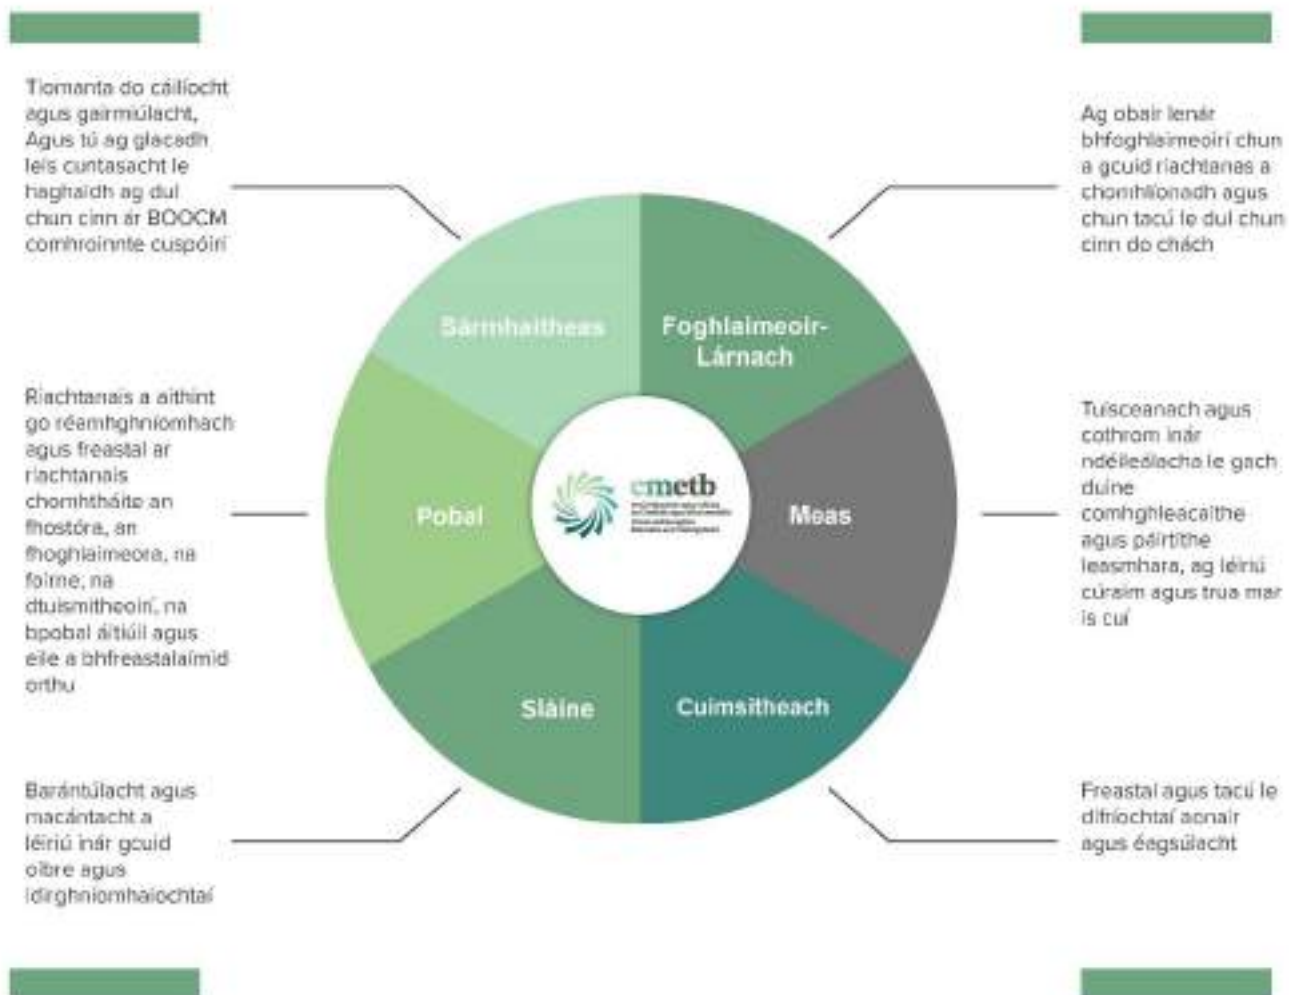 Tiomanta do cáilíocht
agus gairmiúlacht,
Agus tú ag glacadh
leis cuntasacht le
haghaidh ag dul
chun cinn ár BOOCM
comhroinnte cuspóirí
Ag obair lenár
bhfoghlaimeoirí chun
a gcuid riachtanas a
chomhlíonadh agus
chun tacú le dul chun
cinn do chách
Sármhaitheas
Foghlaimeoir-
Lárnach
Riachtanais a aithint
go réamhghníomhach
agus freastal ar
riachtanais
chomhtháite an
fhostóra, an
fhoghlaimeora, na
foirne, na
dtuismitheoirí, na
bpobal áitiúil agus
eile a bhfreastalaímid
orthu
Pobal
cmetb
Meas
Tuisceanach agus
cothrom inár
ndéileálacha le gach
duine
comhghleacaithe
agus páirtithe
leasmhara, ag léiriú
cúraim agus trua mar
is cuí
Sláine
Cuimsitheach
Barántúlacht agus
macántacht a
léiriú inár gcuid
oibre agus
idirghníomhaíochtaí
Freastal agus tacú le
difríochtaí aonair
agus éagsúlacht